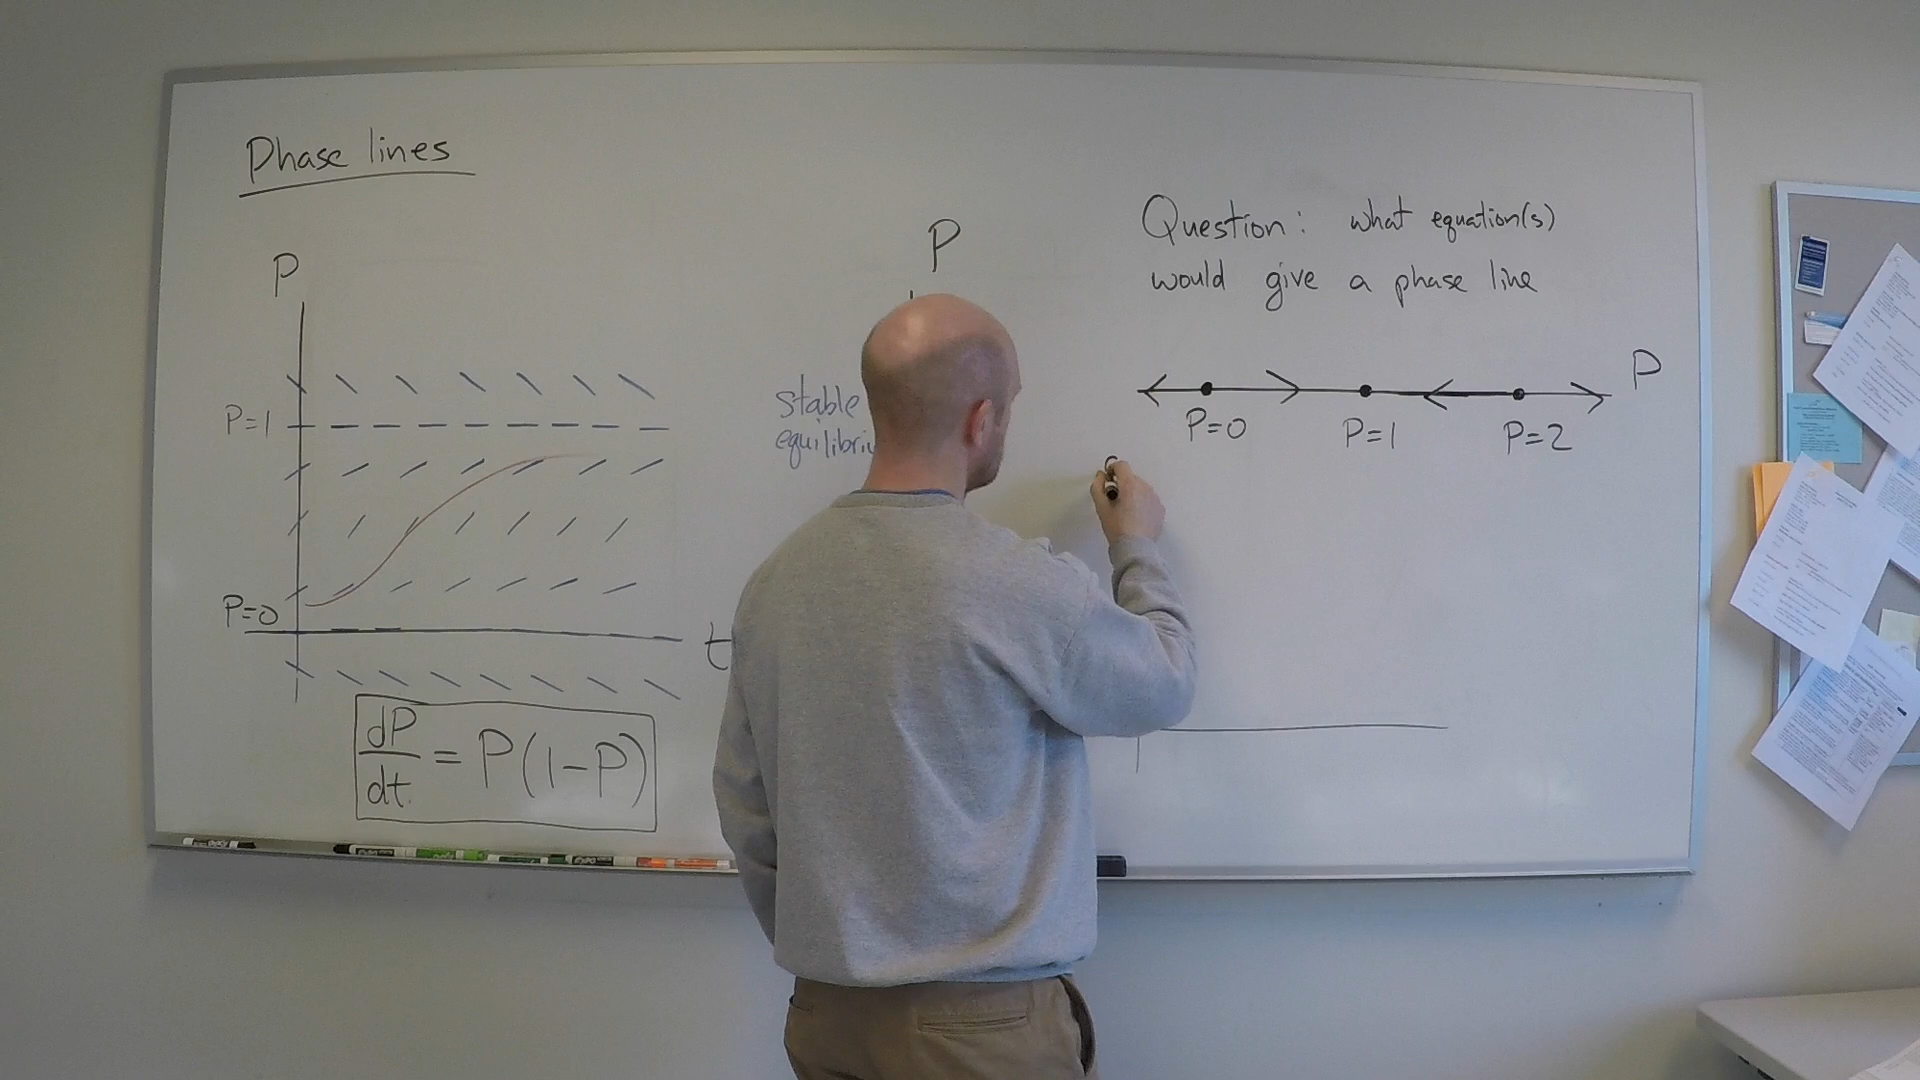 Phase lines
P
P=1
P=0
t
dP/dt = P(1-P)
P
stable
Question: what equation(s)
would give a phase line
P
P=0 P=1 P=2